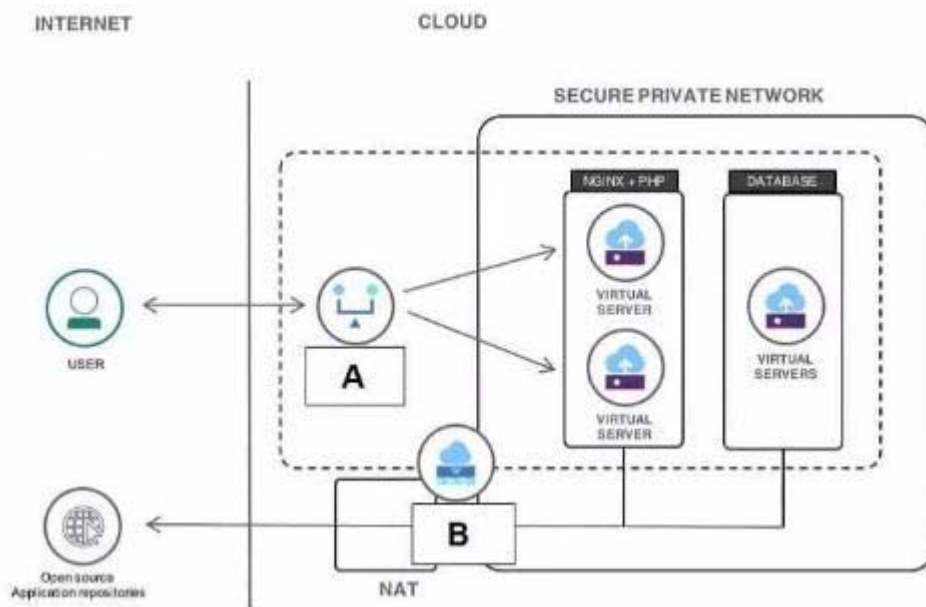 INTERNET
CLOUD
SECURE PRIVATE NETWORK
NGINX + PHP
DATABASE
VIRTUAL
SERVER
USER
A
VIRTUAL
SERVERS
VIRTUAL
SERVER
B
Open source
Application repositories
NAT